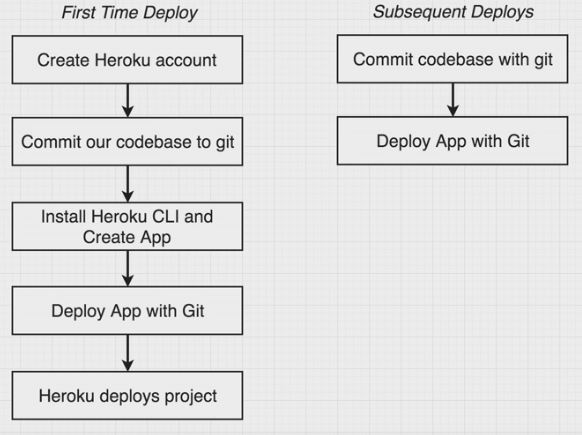 First Time Deploy
Create Heroku account
Commit our codebase to git
Install Heroku CLI and
Create App
Deploy App with Git
Heroku deploys project
Subsequent Deploys
Commit codebase with git
Deploy App with Git